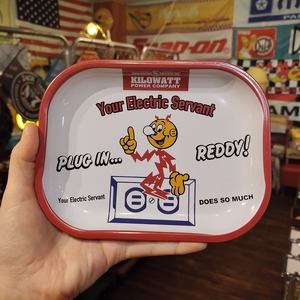 KILOWATT
POWER COMPANY
Your Electric Servant
PLUG IN... REDDY!
Your Electric Servant
DOES SO MUCH
Snap-on